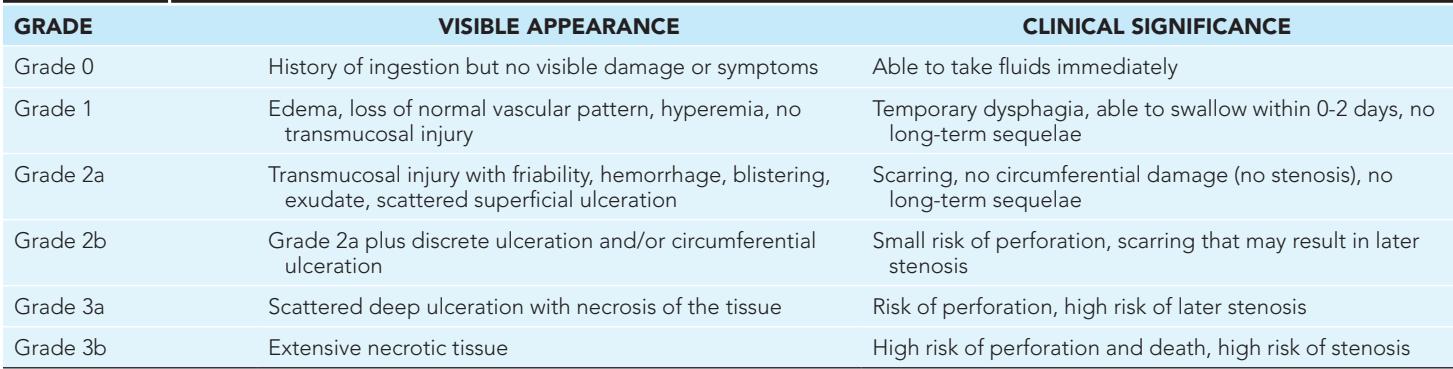 GRADE VISIBLE APPEARANCE CLINICAL SIGNIFICANCE
Grade 0 History of ingestion but no visible damage or symptoms Able to take fluids immediately
Grade 1 Edema, loss of normal vascular pattern, hyperemia, no Temporary dysphagia, able to swallow within 0-2 days, no
transmucosal injury long-term sequelae
Grade 2a Transmucosal injury with friability, hemorrhage, blistering, Scarring, no circumferential damage (no stenosis), no
exudate, scattered superficial ulceration long-term sequelae
Grade 2b Grade 2a plus discrete ulceration and/or circumferential Small risk of perforation, scarring that may result in later
ulceration stenosis
Grade 3a Scattered deep ulceration with necrosis of the tissue Risk of perforation, high risk of later stenosis
Grade 3b Extensive necrotic tissue High risk of perforation and death, high risk of stenosis